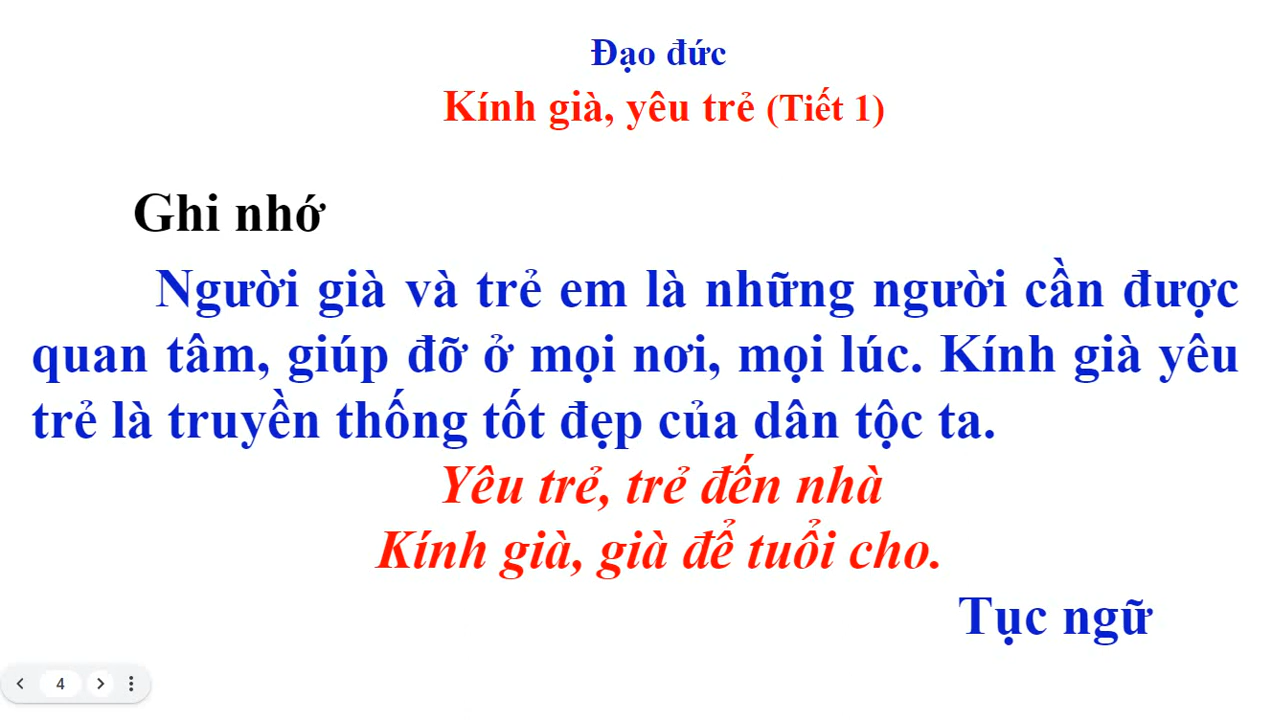 Đạo đức
Kính già, yêu trẻ (Tiết 1)
Ghi nhớ
Người già và trẻ em là những người cần được
quan tâm, giúp đỡ ở mọi nơi, mọi lúc. Kính già yêu
trẻ là truyền thống tốt đẹp của dân tộc ta.
Yêu trẻ, trẻ đến nhà
Kính già, già để tuổi cho.
Tục ngữ
4